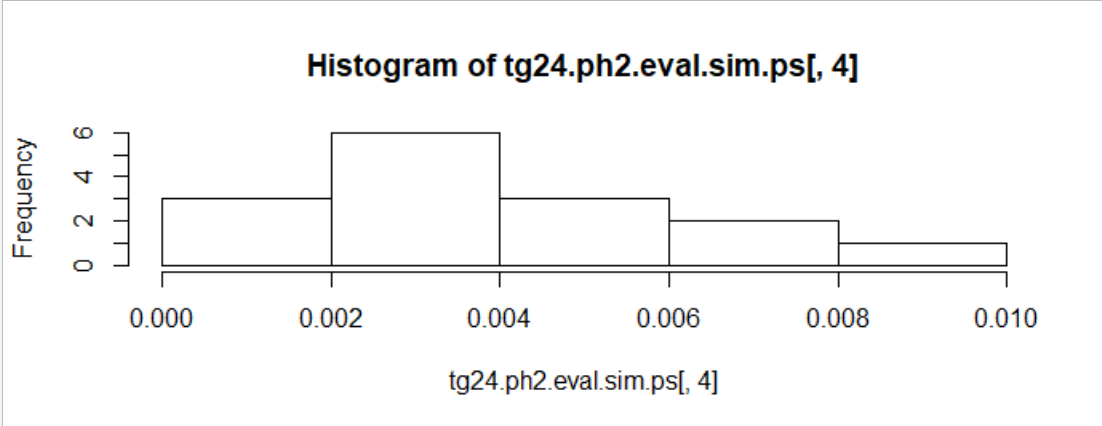 Histogram of tg24.ph2.eval.sim.ps[, 4]
Frequency
6
4
2
0
0.000 0.002 0.004 0.006 0.008 0.010
tg24.ph2.eval.sim.ps[, 4]